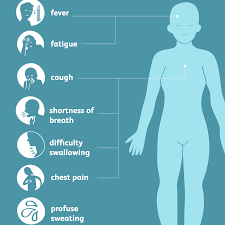 fever
fatigue
cough
shortness of
breath
difficulty
swallowing
chest pain
profuse
sweating